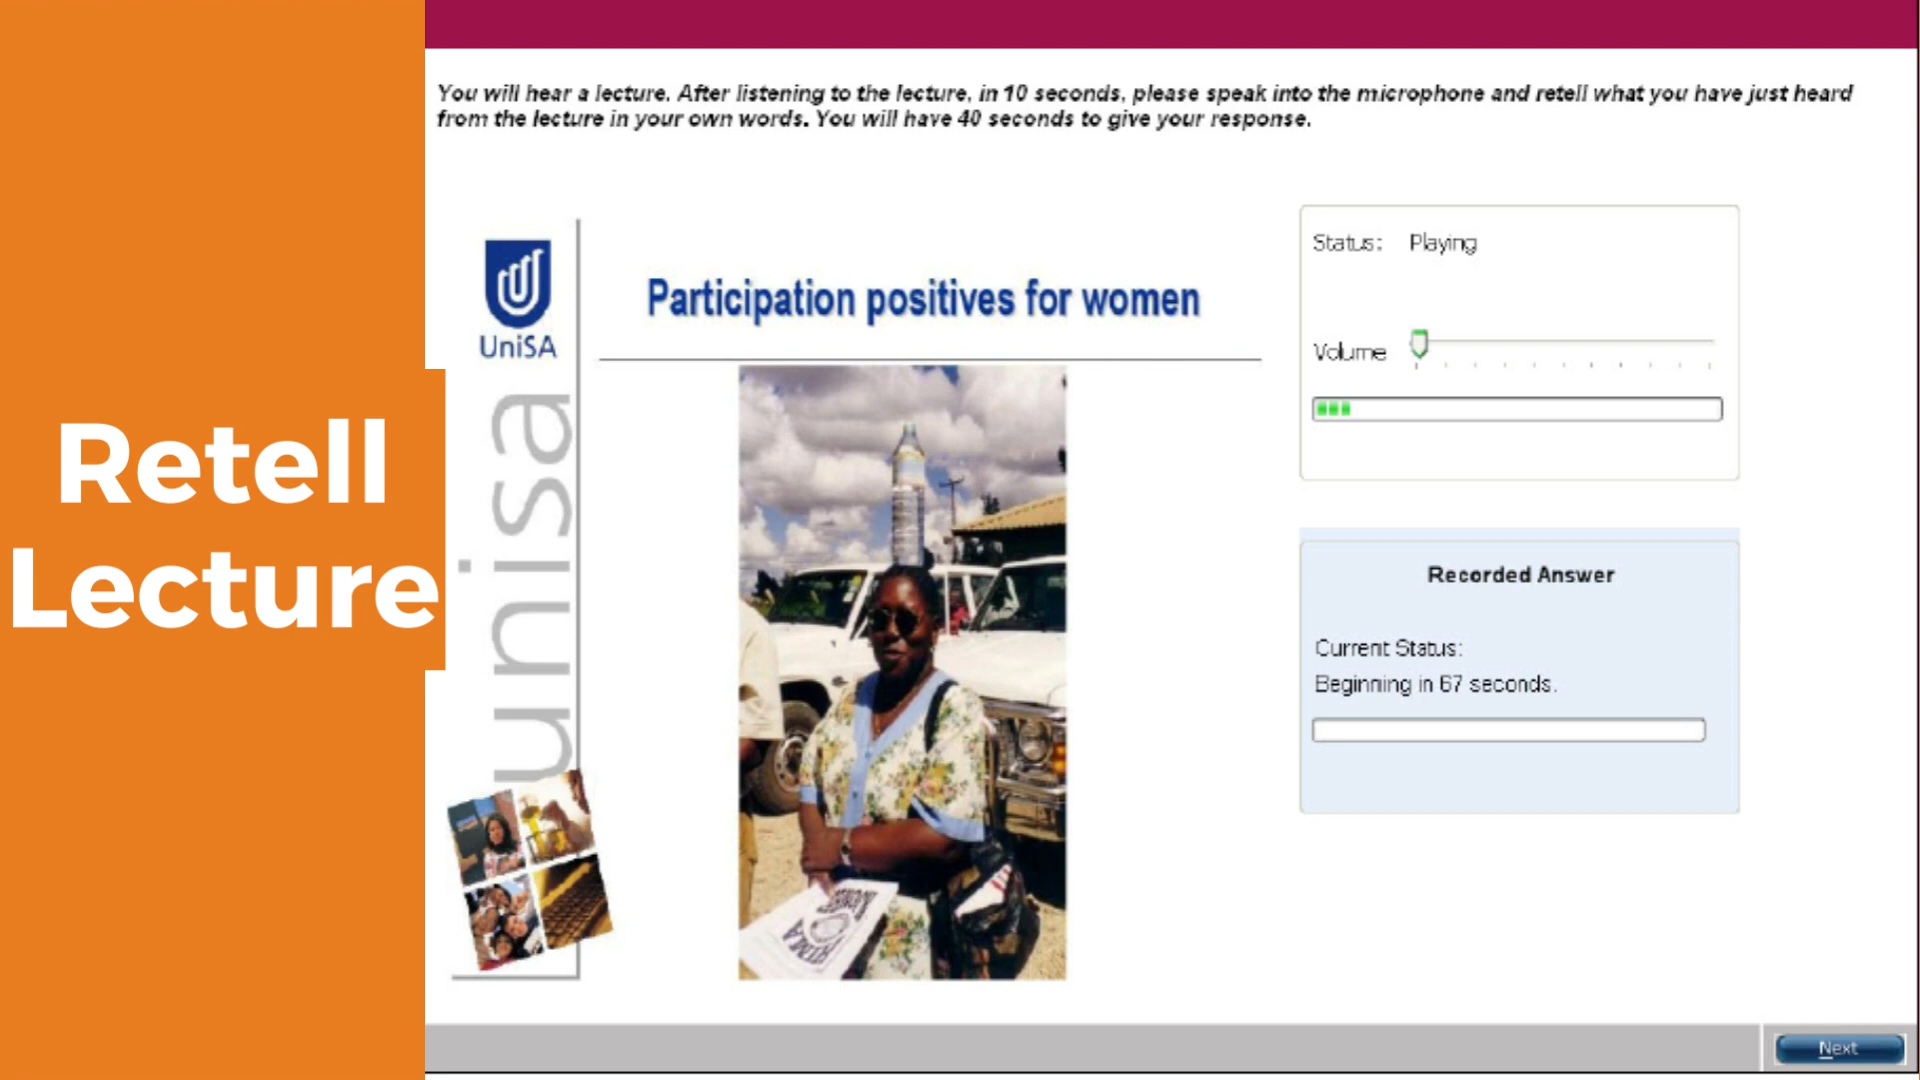 Retell
Lecture
You will hear a lecture. After listening to the lecture, in 10 seconds, please speak into the microphone and retell what you have just heard
from the lecture in your own words. You will have 40 seconds to give your response.
UniSA
unisa
Participation positives for women
Status: Playing
Volume
Recorded Answer
Current Status:
Beginning in 67 seconds.
Next